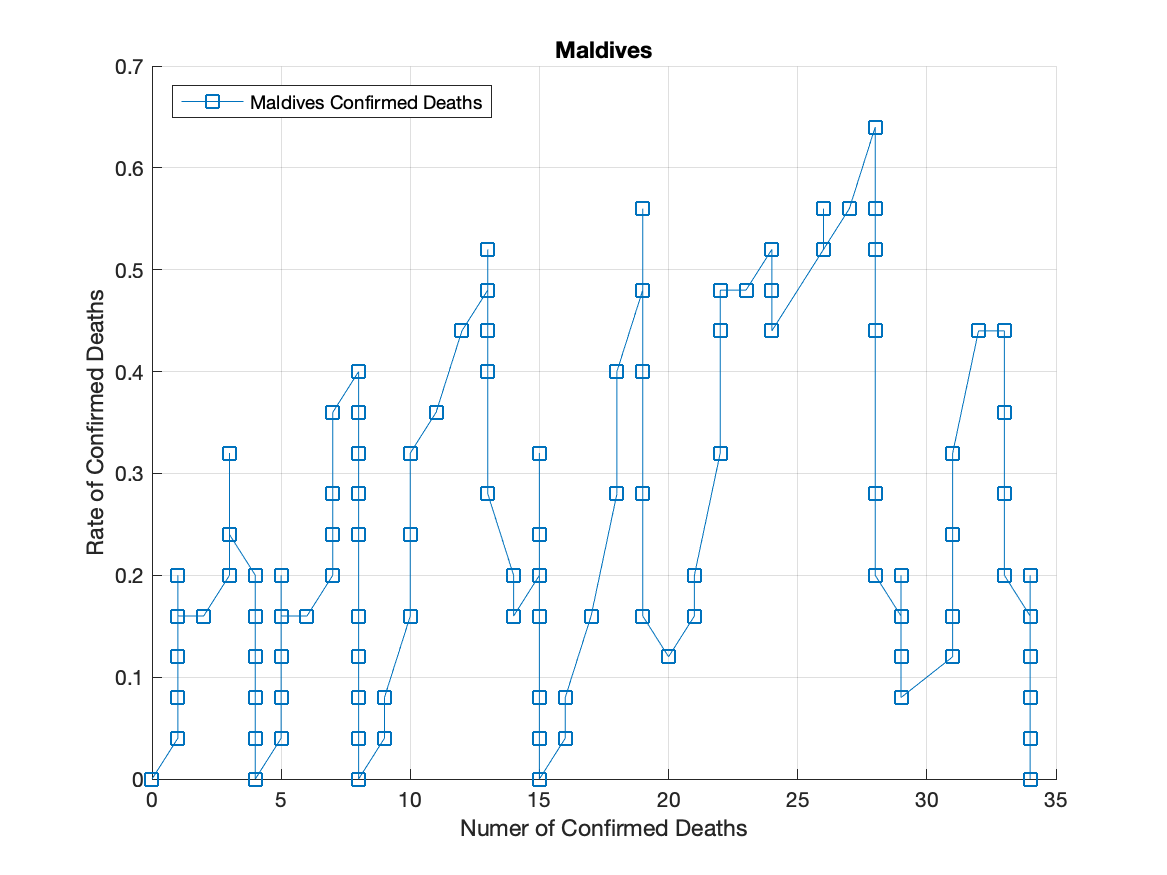 Maldives
Maldives Confirmed Deaths
0.7
0.6
0.5
0.4
0.3
0.2
0.1
0
Rate of Confirmed Deaths
0 5 10 15 20 25 30 35
Numer of Confirmed Deaths